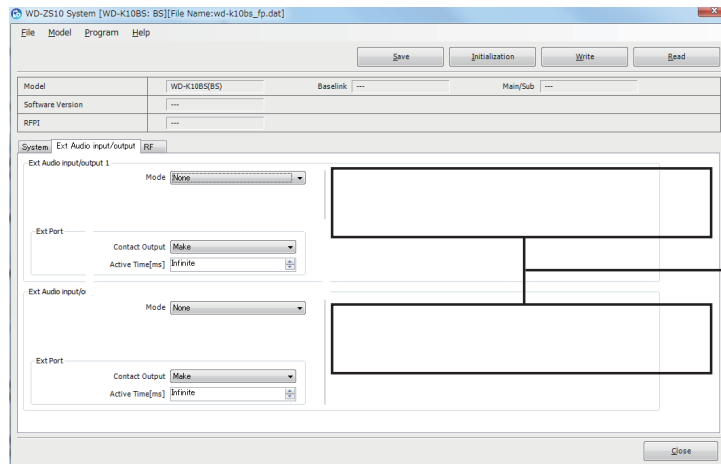 WD-ZS10 System [WD-K10BS: BS][File Name:wd-k10bs_fp.dat]
File Model Program Help
Save Initialization Write Read
Model WD-K10BS(BS) Baselink --- Main/Sub ---
Software Version ---
RFPI ---
System Ext Audio input/output RF
Ext Audio input/output 1
Mode None
Ext Port
Contact Output Make
Active Time[ms] Infinite
Ext Audio input/o
Mode None
Ext Port
Contact Output Make
Active Time[ms] Infinite
Close